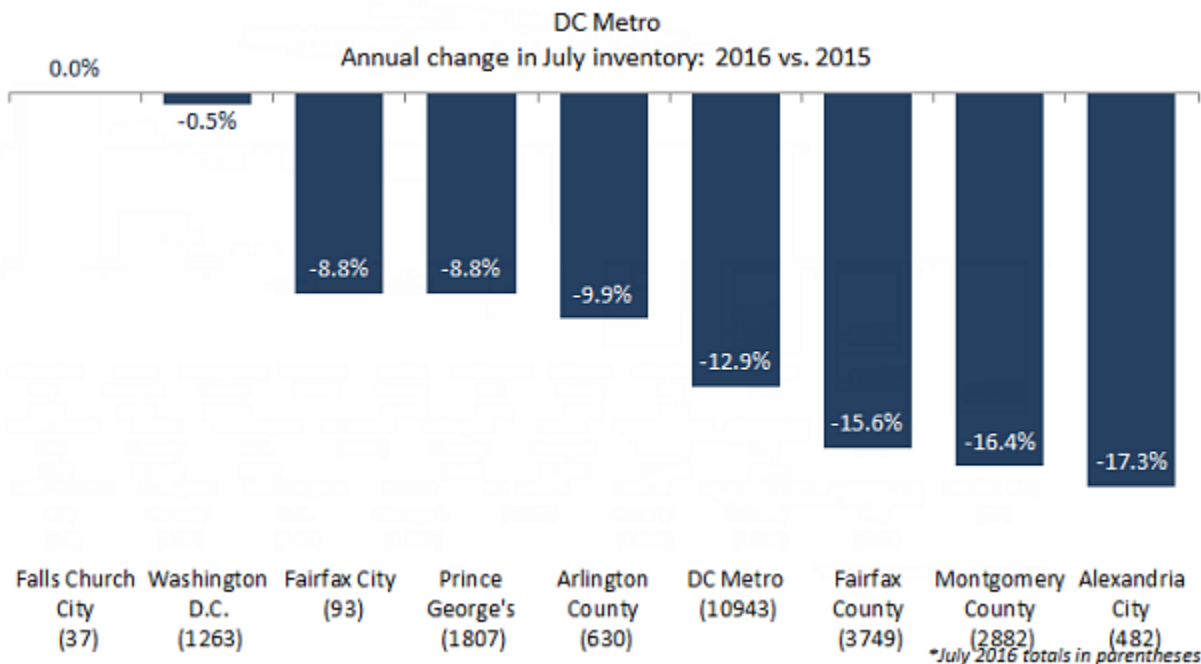 DC Metro
Annual change in July inventory: 2016 vs. 2015
0.0%
-0.5%
-8.8%
-8.8%
-9.9%
-12.9%
-15.6%
-16.4%
-17.3%
Falls Church
City
(37)
Washington
D.C.
(1263)
Fairfax City
(93)
Prince
George's
(1807)
Arlington
County
(630)
DC Metro
(10943)
Fairfax
County
(3749)
Montgomery
County
(2882)
Alexandria
City
(482)
*July 2016 totals in parentheses